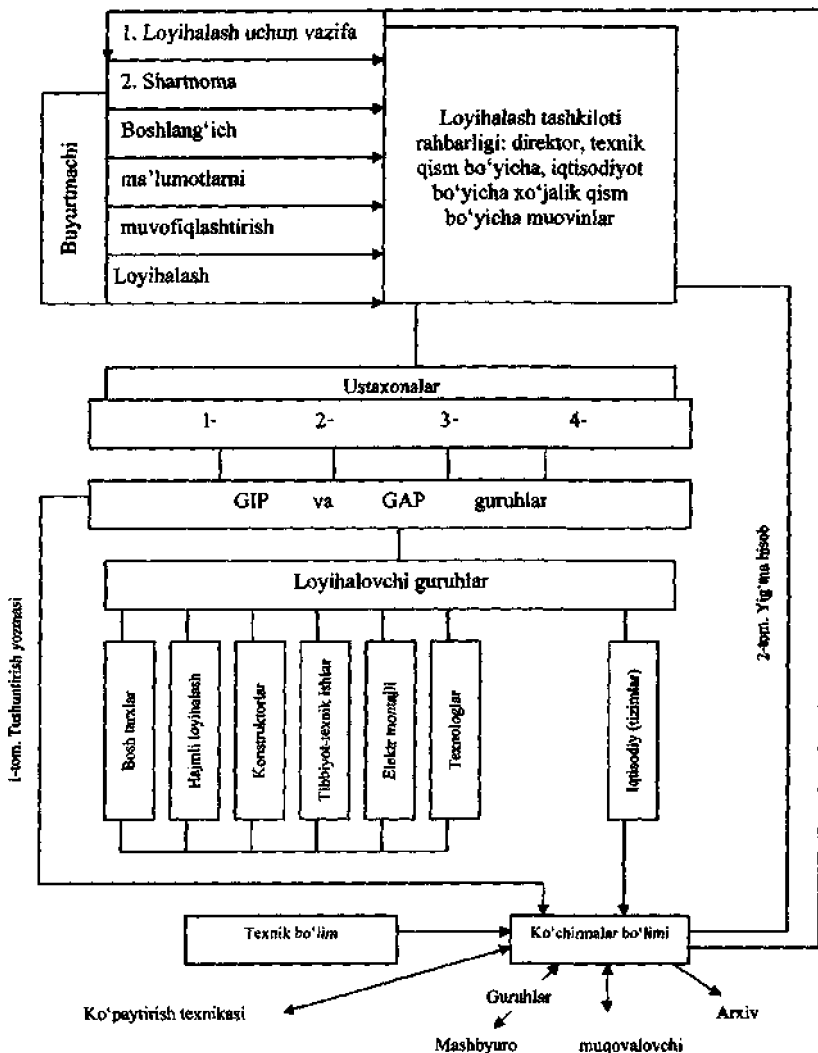 1. Loyihalash uchun vazifa
2. Shartnoma
Boshlang‘ich
ma’lumotlarni
muvofiqlashtirish
Loyihalash
Buyurtmachi
Loyihalash tashkiloti
rahbarligi: direktor, texnik
qism bo‘yicha, iqtisodiyot
bo‘yicha xo‘jalik qism
bo‘yicha muovinlar
Ustaxonalar
1- 2- 3- 4-
GIP va GAP guruhlar
Loyihalovchi guruhlar
Bosh tarxlar
Hajmli loyihalash
Konstruktorlar
Tibbiyot-texnik ishlar
Elektr montajli
Texnologlar
Iqtisodiy (tizimlar)
1-tom. Tushuntirish yozmasi
2-tom. Yig‘ma hisob
Texnik bo‘lim
Ko‘chirmalar bo‘limi
Ko‘paytirish texnikasi
Guruhlar
Mashbyuro
muqovalovchi
Arxiv